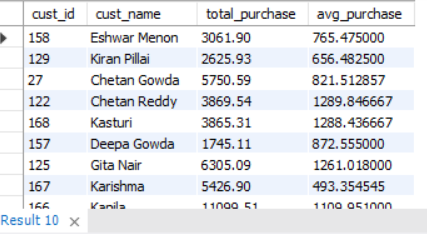 cust_id cust_name total_purchase avg_purchase
158 Eshwar Menon 3061.90 765.475000
129 Kiran Pillai 2625.93 656.482500
27 Chetan Gowda 5750.59 821.512857
122 Chetan Reddy 3869.54 1289.846667
168 Kasturi 3865.31 1288.436667
157 Deepa Gowda 1745.11 872.555000
125 Gita Nair 6305.09 1261.018000
167 Karishma 5426.90 493.354545
166 Kapila 11099.51 1109.951000
Result 10